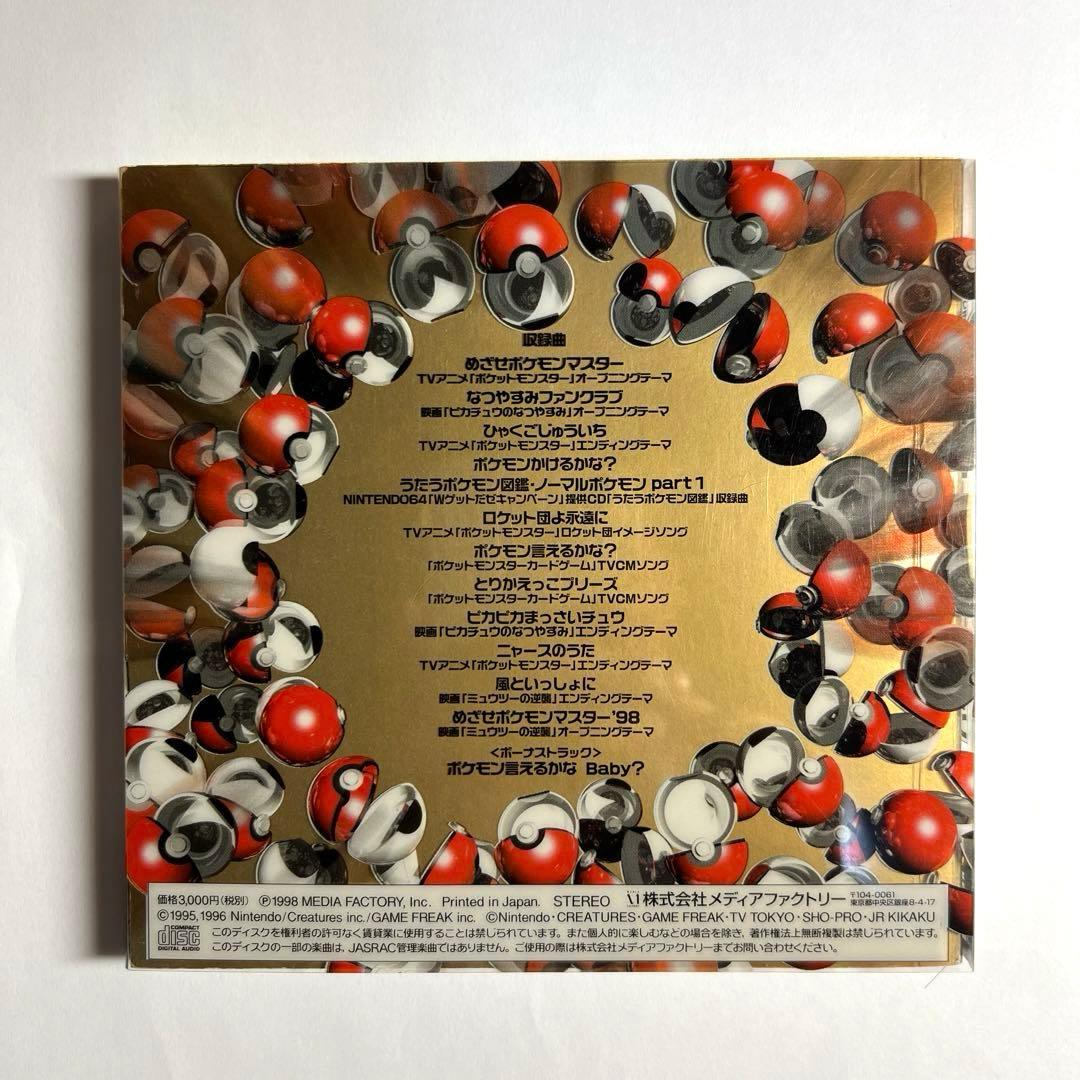 収録曲
めざせポケモンマスター
TVアニメ「ポケットモンスター」オープニングテーマ
なつやすみファンクラブ
映画「ピカチュウのなつやすみ」オープニングテーマ
ひゃくごじゅういち
TVアニメ「ポケットモンスター」エンディングテーマ
ポケモンかけるかな?
うたうポケモン図鑑・ノーマルポケモン part1
NINTENDO64「Wゲットだぜキャンペーン」提供CD「うたうポケモン図鑑」収録曲
ロケット団よ永遠に
TVアニメ「ポケットモンスター」ロケット団イメージソング
ポケモン言えるかな?
「ポケットモンスターカードゲーム」TVCMソング
とりかえっこプリーズ
「ポケットモンスターカードゲーム」TVCMソング
ピカピカまっさいチュウ
映画「ピカチュウのなつやすみ」エンディングテーマ
ニャースのうた
TVアニメ「ポケットモンスター」エンディングテーマ
風といっしょに
映画「ミュウツーの逆襲」エンディングテーマ
めざせポケモンマスター'98
映画「ミュウツーの逆襲」オープニングテーマ
<ボーナストラック>
ポケモン言えるかな Baby?
価格3,000円(税別) Ⓟ1998 MEDIA FACTORY, Inc. Printed in Japan. STEREO 株式会社メディアファクトリー 〒104-0061 東京都中央区銀座8-4-17
©1995,1996 Nintendo/Creatures inc./GAME FREAK inc. ©Nintendo・CREATURES・GAME FREAK・TV TOKYO・SHO-PRO・JR KIKAKU
COMPACT disc DIGITAL AUDIO
このディスクを権利者の許可なく賃貸業に使用することは禁じられています。また個人的に楽しむなどの場合を除き、著作権法上無断複製は禁じられています。
このディスクの一部の楽曲は、JASRAC管理楽曲ではありません。ご使用の際は株式会社メディアファクトリーまでお問い合わせください。